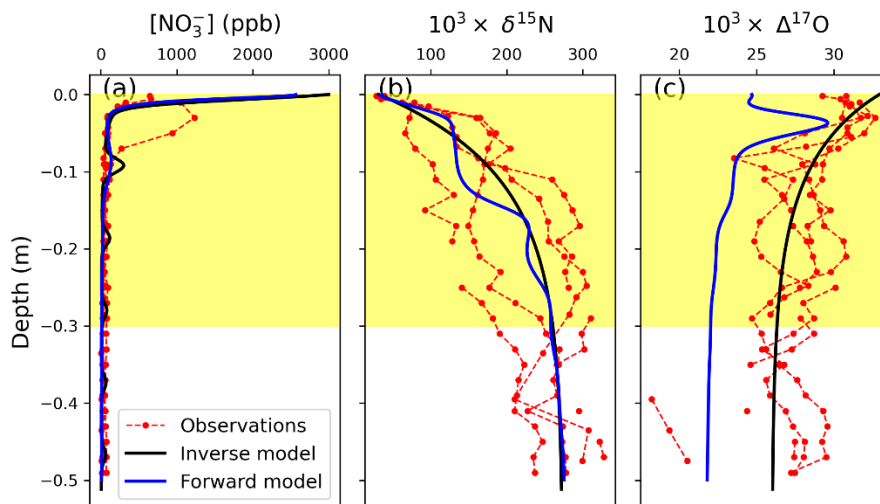 [NO₃⁻] (ppb)
10³ × δ¹⁵N
10³ × Δ¹⁷O
0 1000 2000 3000
100 200 300
20 25 30
(a)
(b)
(c)
0.0
−0.1
−0.2
−0.3
−0.4
−0.5
Depth (m)
Observations
Inverse model
Forward model